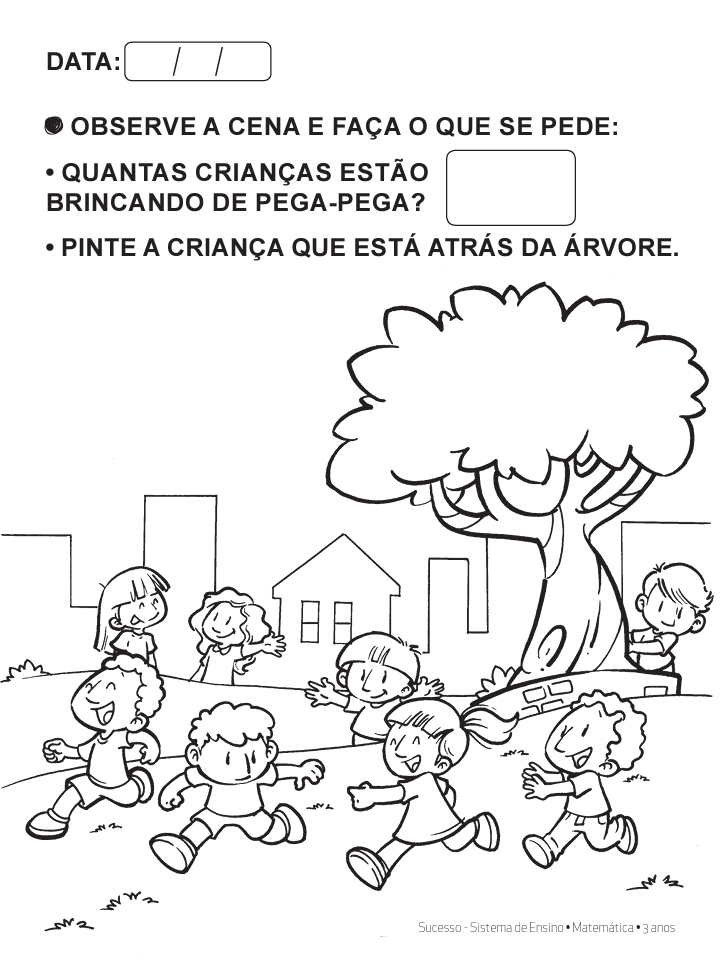 DATA: / /
OBSERVE A CENA E FAÇA O QUE SE PEDE:
• QUANTAS CRIANÇAS ESTÃO
BRINCANDO DE PEGA-PEGA?
• PINTE A CRIANÇA QUE ESTÁ ATRÁS DA ÁRVORE.
Sucesso - Sistema de Ensino • Matemática • 3 anos